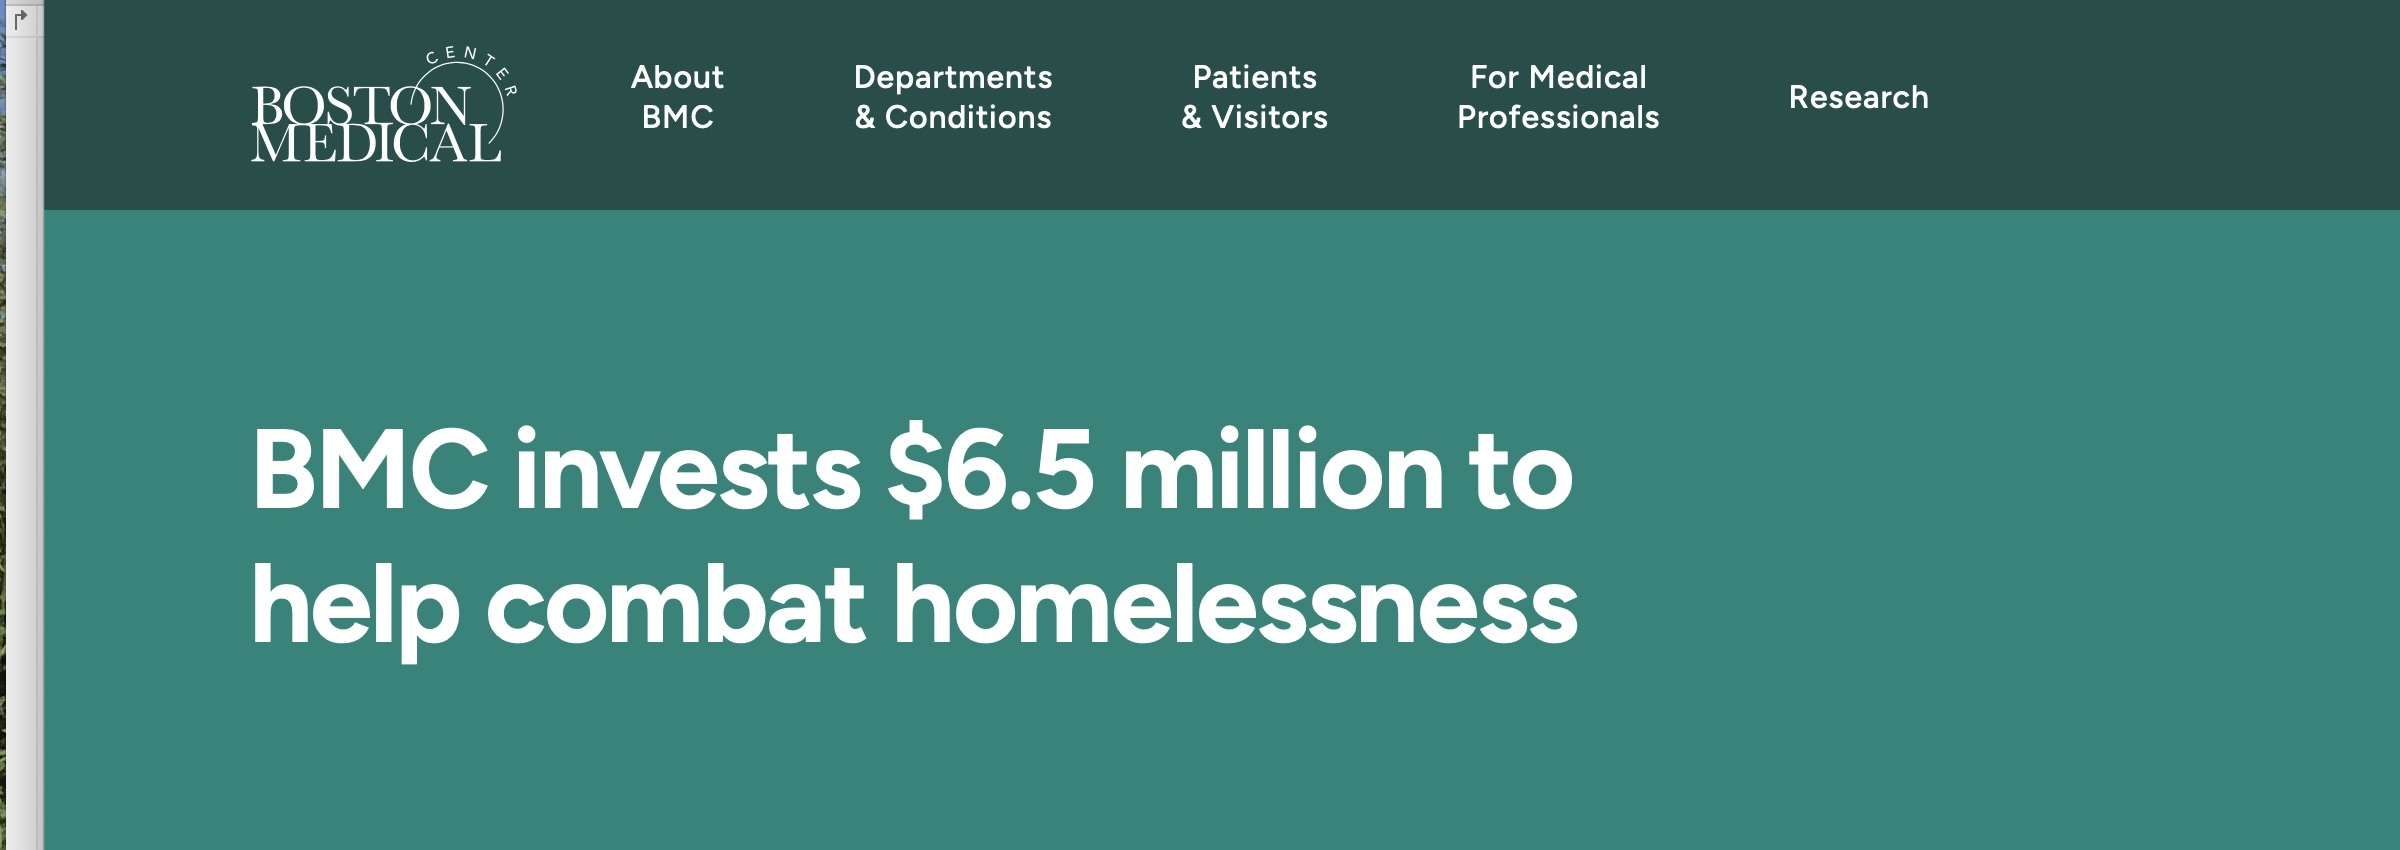 CENTER
BOSTON
MEDICAL
About
BMC
Departments
& Conditions
Patients
& Visitors
For Medical
Professionals
Research
BMC invests $6.5 million to
help combat homelessness